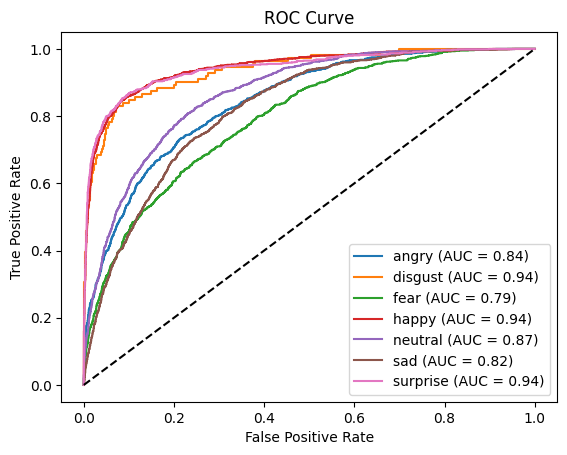 ROC Curve
True Positive Rate
1.0
0.8
0.6
0.4
0.2
0.0
angry (AUC = 0.84)
disgust (AUC = 0.94)
fear (AUC = 0.79)
happy (AUC = 0.94)
neutral (AUC = 0.87)
sad (AUC = 0.82)
surprise (AUC = 0.94)
0.0 0.2 0.4 0.6 0.8 1.0
False Positive Rate